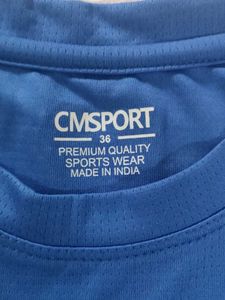 CMSPORT
36
PREMIUM QUALITY
SPORTS WEAR
MADE IN INDIA